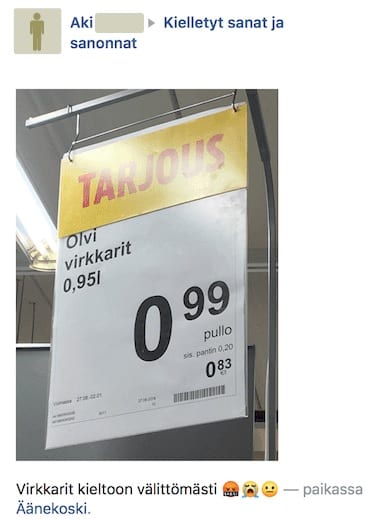 Aki ▸ Kielletyt sanat ja
sanonnat
TARJOUS
Olvi
virkkarit
0,95l
0 99
pullo
sis. pantin 0,20
0 83
Virkkarit kieltoon välittömästi 🤬😭😐 — paikassa
Äänekoski.